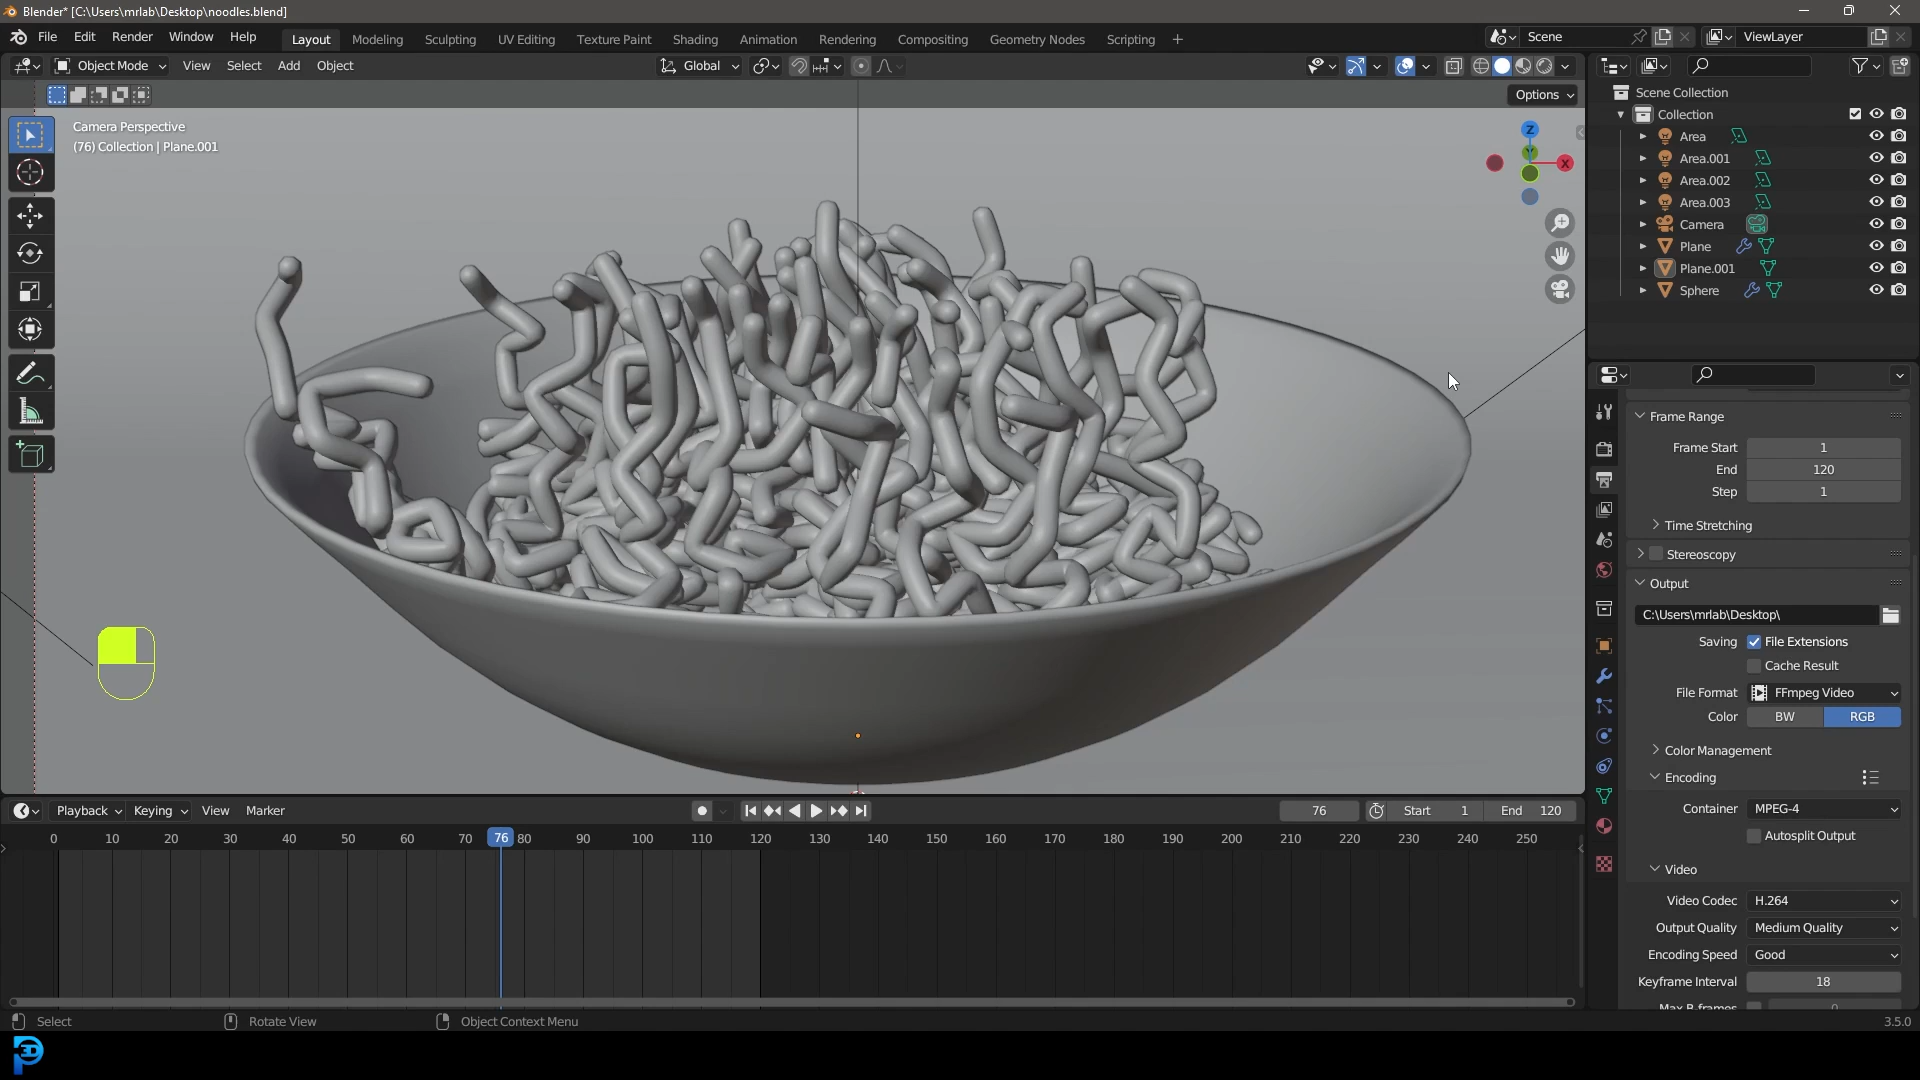 Blender* [C:\Users\mrlab\Desktop\noodles.blend]
File Edit Render Window Help Layout Modeling Sculpting UV Editing Texture Paint Shading Animation Rendering Compositing Geometry Nodes Scripting + Scene ViewLayer
Object Mode View Select Add Object Global
Options
Camera Perspective
(76) Collection | Plane.001
Z
Y
X
Scene Collection
Collection
Area
Area.001
Area.002
Area.003
Camera
Plane
Plane.001
Sphere
Frame Range
Frame Start 1
End 120
Step 1
Time Stretching
Stereoscopy
Output
C:\Users\mrlab\Desktop\
Saving File Extensions
Cache Result
File Format FFmpeg Video
Color BW RGB
Color Management
Encoding
Container MPEG-4
Autosplit Output
Video
Video Codec H.264
Output Quality Medium Quality
Encoding Speed Good
Keyframe Interval 18
Max B-frames 0
Playback Keying View Marker 76 Start 1 End 120
0 10 20 30 40 50 60 70 76 80 90 100 110 120 130 140 150 160 170 180 190 200 210 220 230 240 250
Select Rotate View Object Context Menu 3.5.0
3D